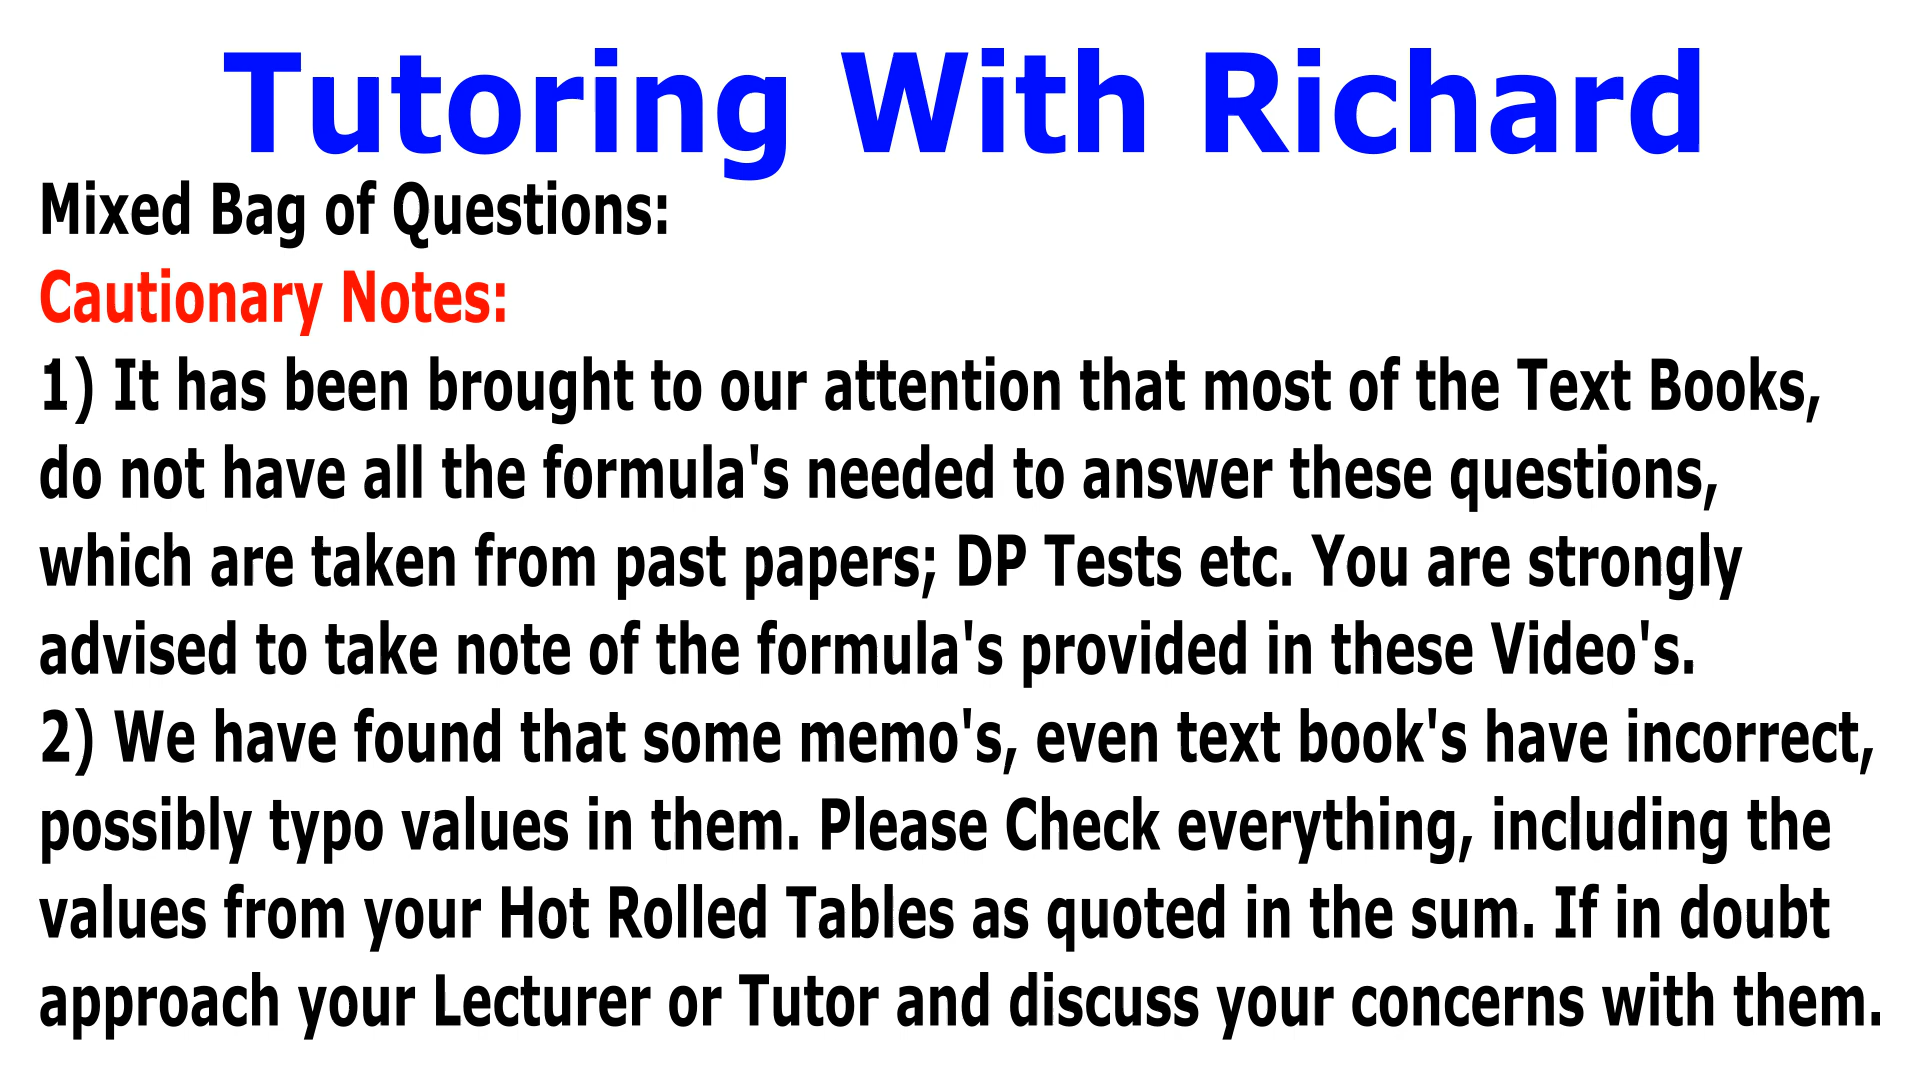 Tutoring With Richard
Mixed Bag of Questions:
Cautionary Notes:
1) It has been brought to our attention that most of the Text Books,
do not have all the formula's needed to answer these questions,
which are taken from past papers; DP Tests etc. You are strongly
advised to take note of the formula's provided in these Video's.
2) We have found that some memo's, even text book's have incorrect,
possibly typo values in them. Please Check everything, including the
values from your Hot Rolled Tables as quoted in the sum. If in doubt
approach your Lecturer or Tutor and discuss your concerns with them.